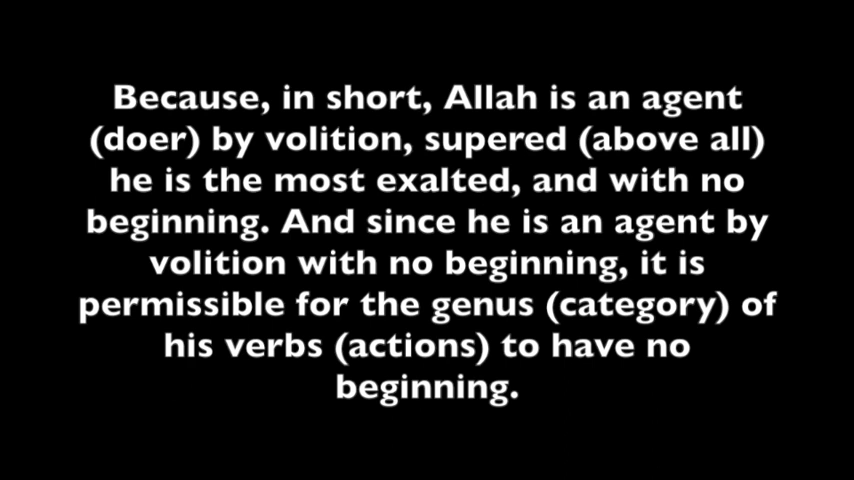 Because, in short, Allah is an agent
(doer) by volition, supered (above all)
he is the most exalted, and with no
beginning. And since he is an agent by
volition with no beginning, it is
permissible for the genus (category) of
his verbs (actions) to have no
beginning.